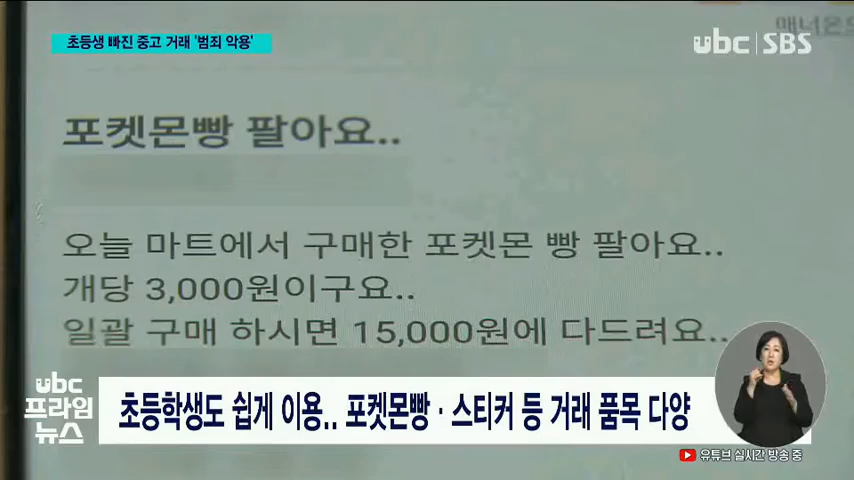 초등생 빠진 중고 거래 '범죄 악용'
ubc SBS
매너온도
포켓몬빵 팔아요..
오늘 마트에서 구매한 포켓몬 빵 팔아요..
개당 3,000원이구요..
일괄 구매 하시면 15,000원에 다드려요..
ubc
프라임
뉴스
초등학생도 쉽게 이용.. 포켓몬빵·스티커 등 거래 품목 다양
유튜브 실시간 방송 중